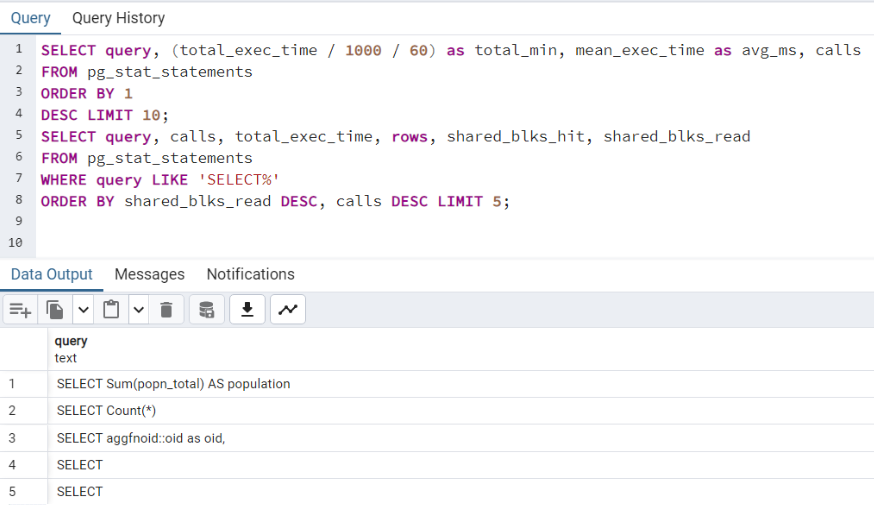 Query Query History
1 SELECT query, (total_exec_time / 1000 / 60) as total_min, mean_exec_time as avg_ms, calls
2 FROM pg_stat_statements
3 ORDER BY 1
4 DESC LIMIT 10;
5 SELECT query, calls, total_exec_time, rows, shared_blks_hit, shared_blks_read
6 FROM pg_stat_statements
7 WHERE query LIKE 'SELECT%'
8 ORDER BY shared_blks_read DESC, calls DESC LIMIT 5;
9
10
Data Output Messages Notifications
query
text
1 SELECT Sum(popn_total) AS population
2 SELECT Count(*)
3 SELECT aggfnoid::oid as oid,
4 SELECT
5 SELECT